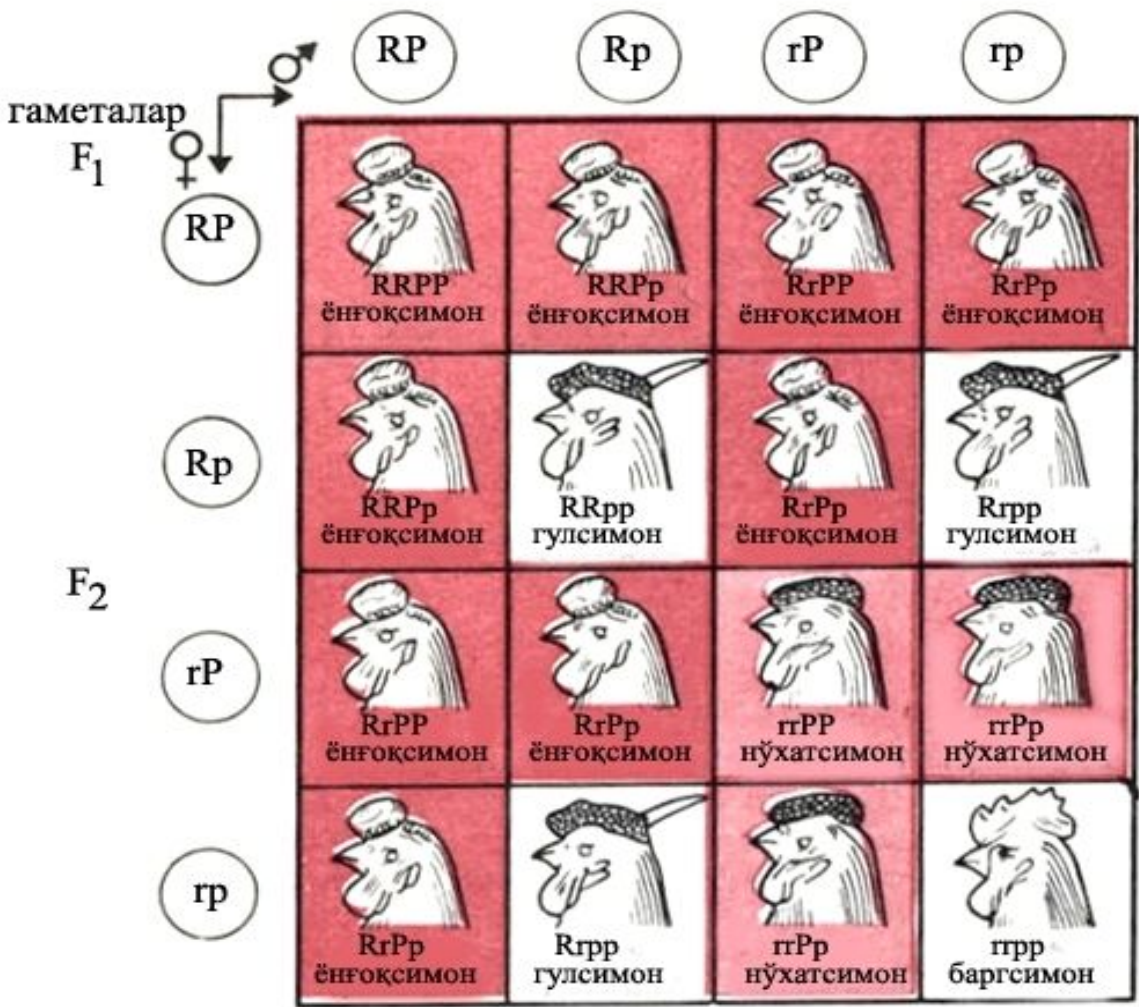 RP Rp rP rp
гаметалар
F1
RP
RRPP RRPp RrPP RrPp
ёнғоқсимон ёнғоқсимон ёнғоқсимон ёнғоқсимон
Rp
RRPp RRpp RrPp Rrpp
ёнғоқсимон гулсимон ёнғоқсимон гулсимон
F2
rP
RrPP RrPp rrPP rrPp
ёнғоқсимон ёнғоқсимон нўхатсимон нўхатсимон
rp
RrPp Rrpp rrPp rrpp
ёнғоқсимон гулсимон нўхатсимон баргсимон